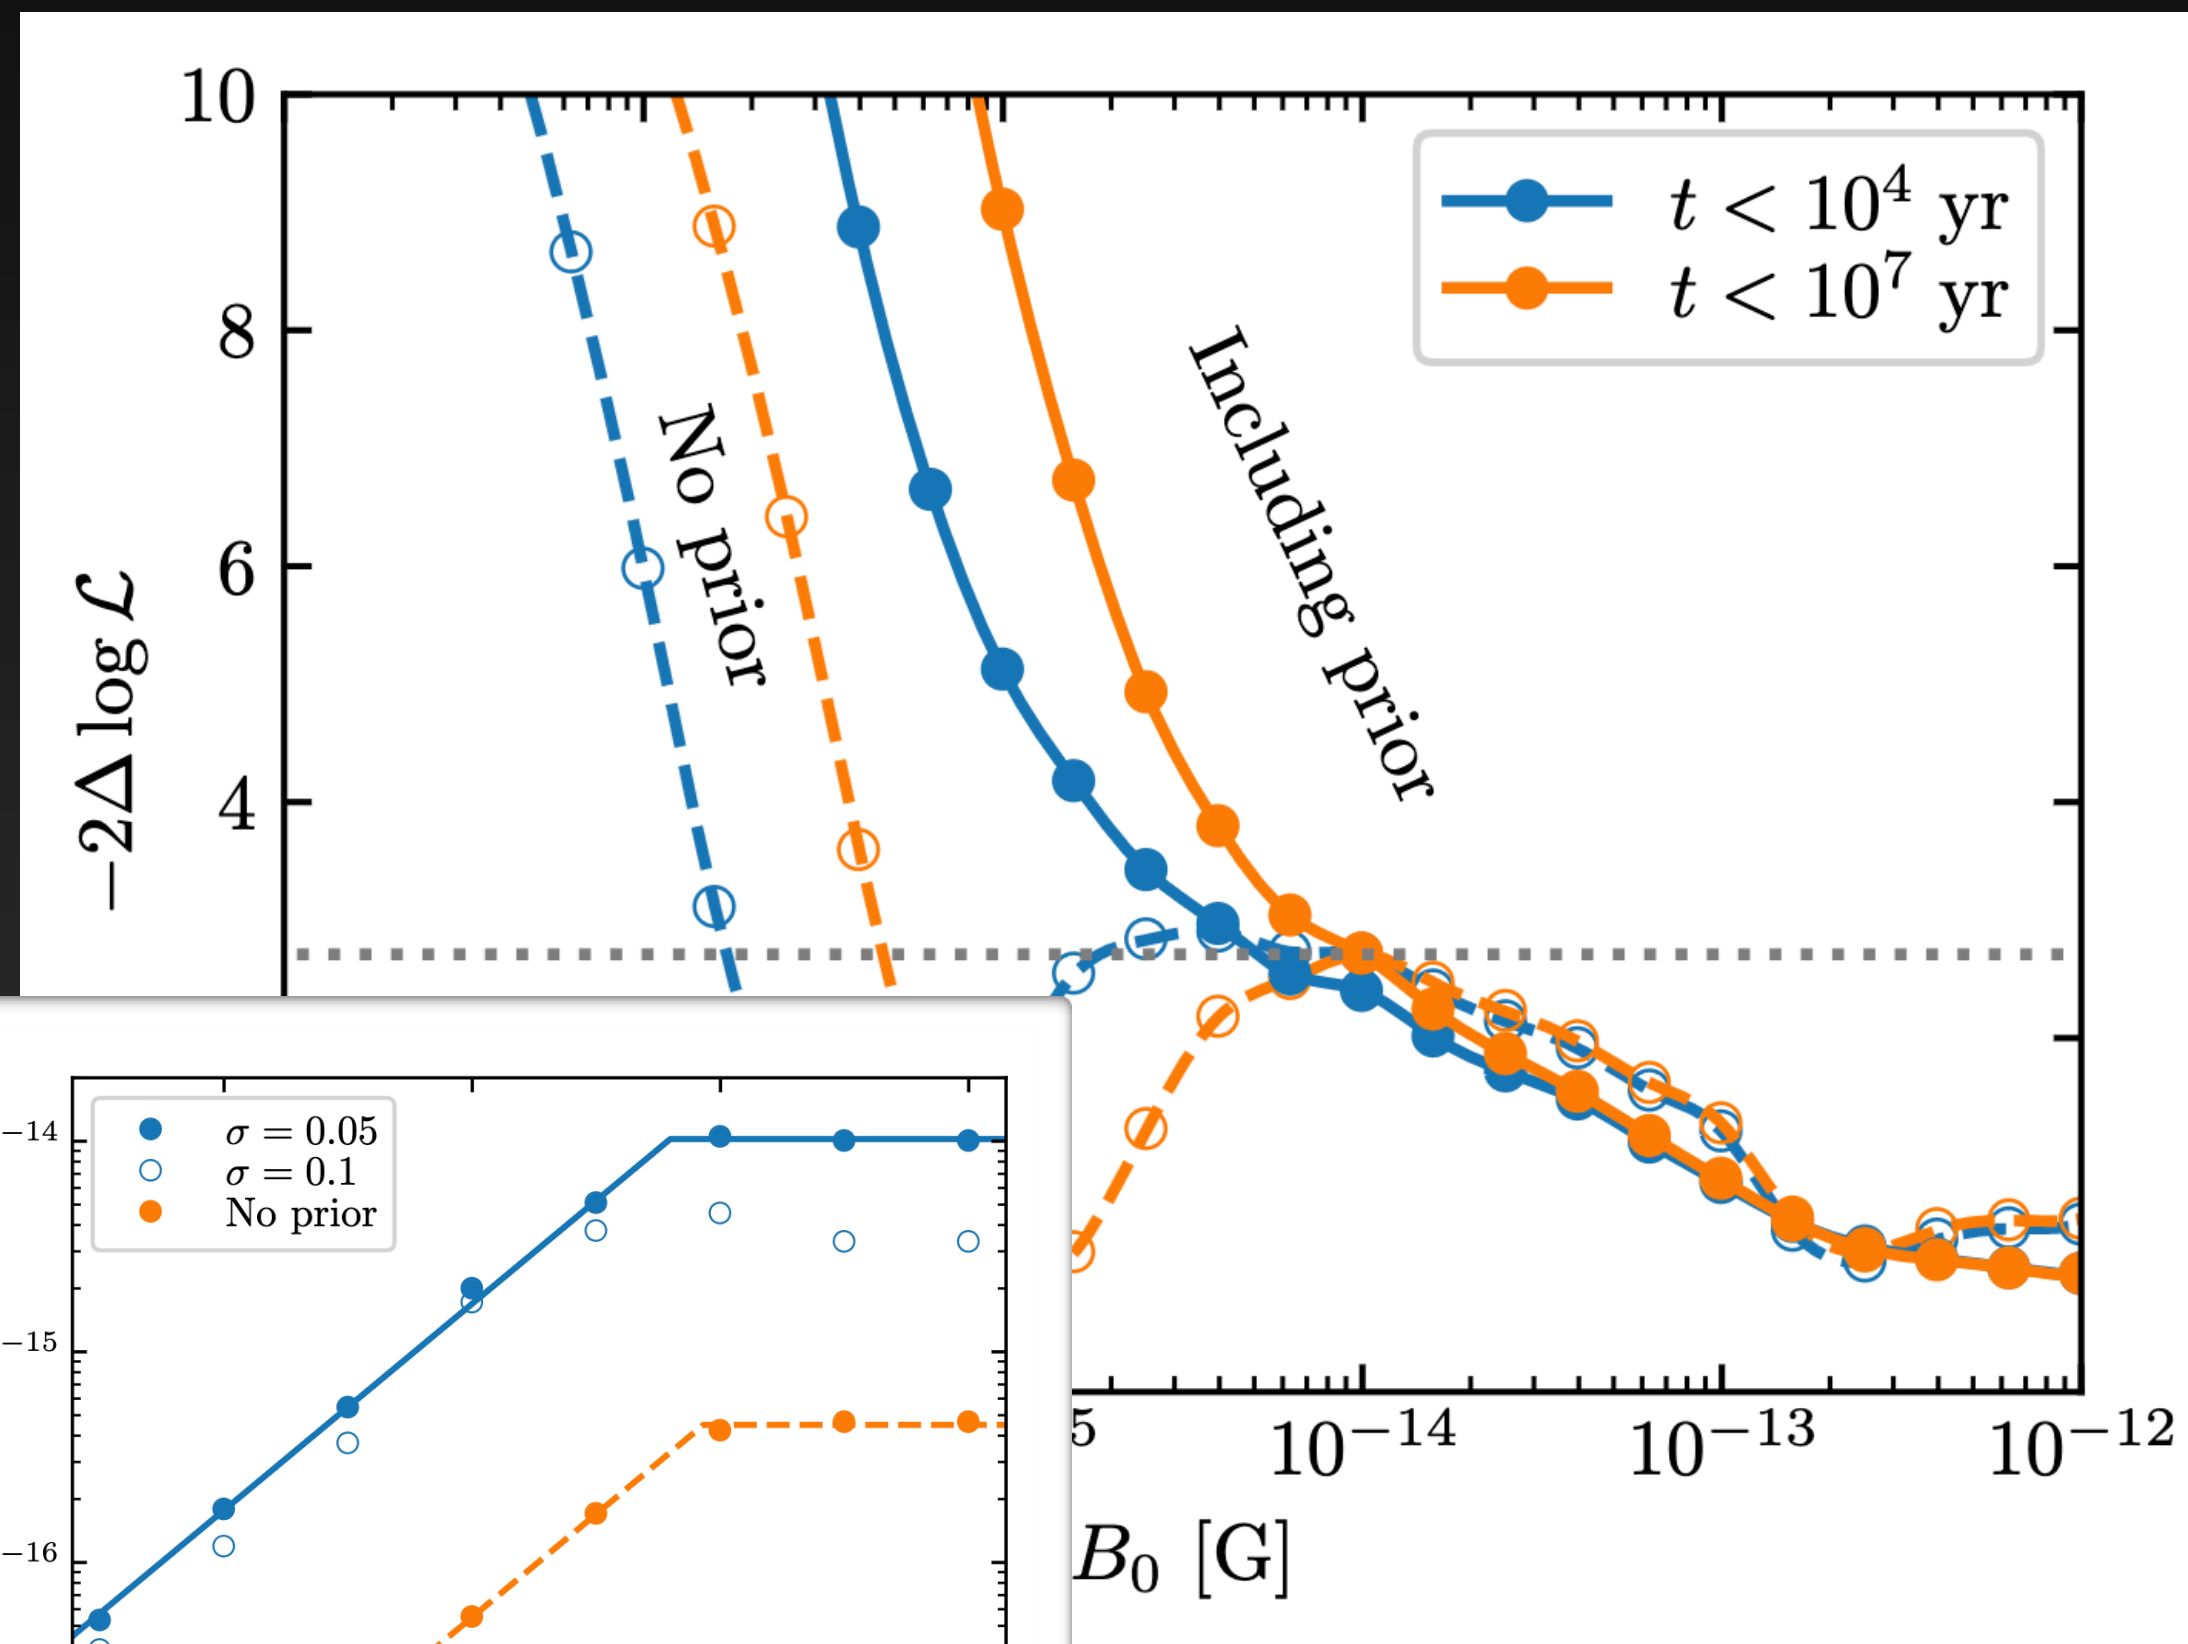 10
8
6
4
−2Δ log ℒ
t < 10⁴ yr
t < 10⁷ yr
No prior
Including prior
5
10⁻¹⁴
10⁻¹³
10⁻¹²
B₀ [G]
−14
−15
−16
σ = 0.05
σ = 0.1
No prior